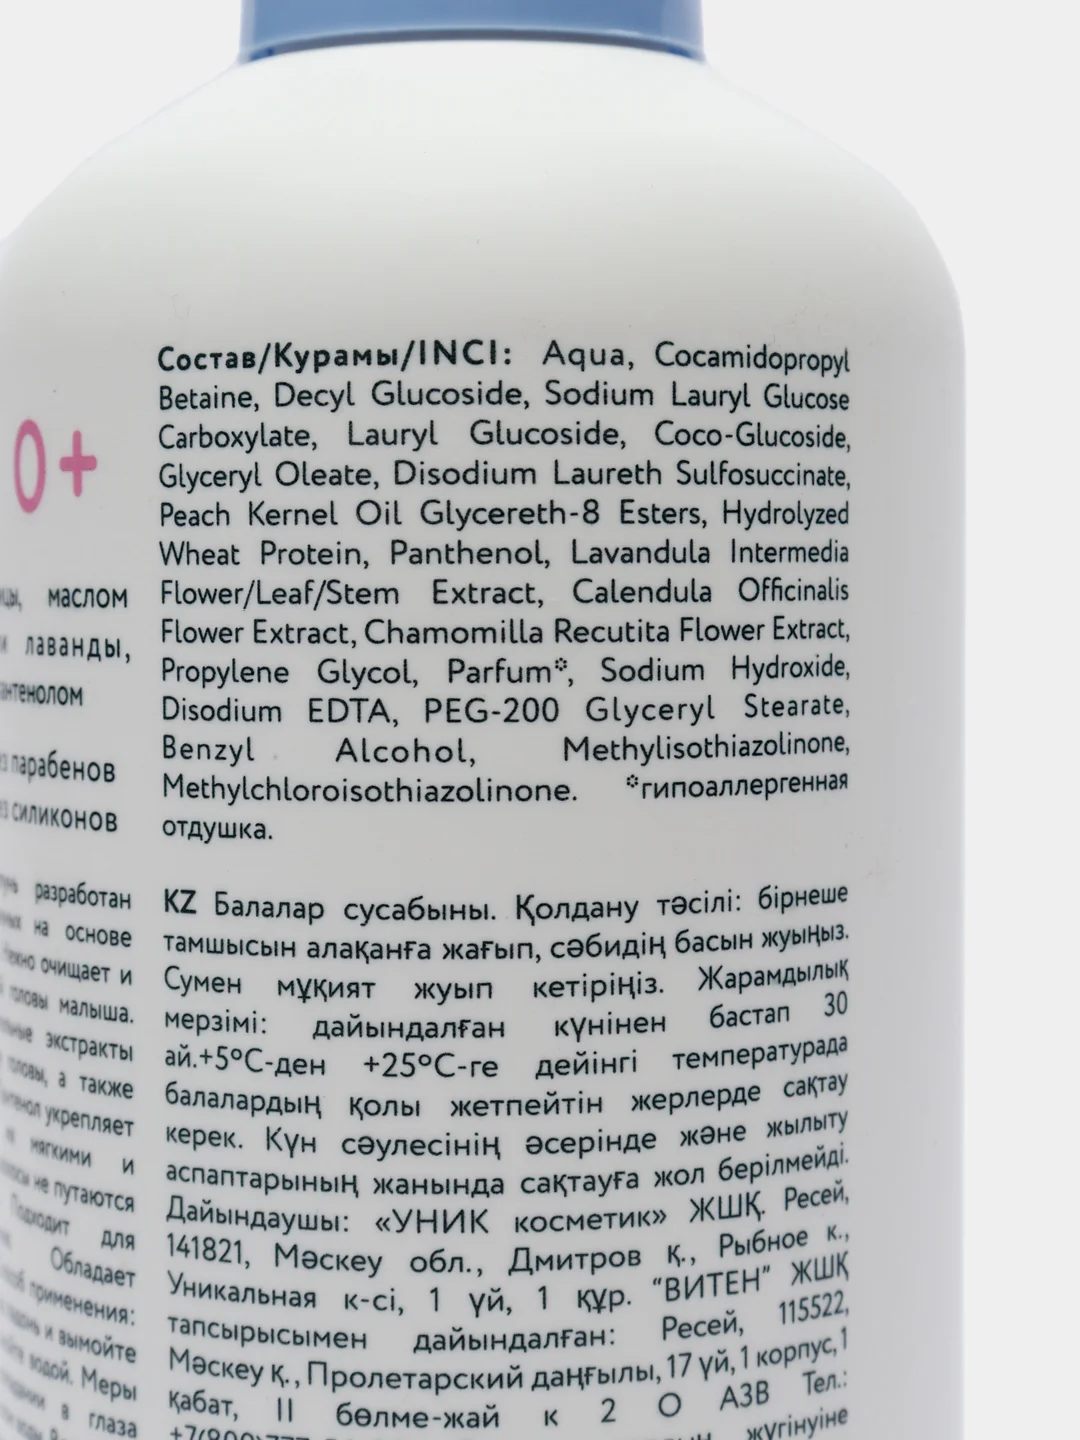 0+
маслом
лаванды,
парабенов
силиконов
разработан
на основе
очищает и
головы малыша.
экстракты
головы, а также
укрепляет
мягкими и
не путаются
Подходит для
Обладает
применения:
и вымойте
водой. Меры
в глаза
Состав/Курамы/INCI: Aqua, Cocamidopropyl
Betaine, Decyl Glucoside, Sodium Lauryl Glucose
Carboxylate, Lauryl Glucoside, Coco-Glucoside,
Glyceryl Oleate, Disodium Laureth Sulfosuccinate,
Peach Kernel Oil Glycereth-8 Esters, Hydrolyzed
Wheat Protein, Panthenol, Lavandula Intermedia
Flower/Leaf/Stem Extract, Calendula Officinalis
Flower Extract, Chamomilla Recutita Flower Extract,
Propylene Glycol, Parfum*, Sodium Hydroxide,
Disodium EDTA, PEG-200 Glyceryl Stearate,
Benzyl Alcohol, Methylisothiazolinone,
Methylchloroisothiazolinone. *гипоаллергенная
отдушка.
KZ Балалар сусабыны. Қолдану тәсілі: бірнеше
тамшысын алақанға жағып, сәбидің басын жуыңыз.
Сумен мұқият жуып кетіріңіз. Жарамдылық
мерзімі: дайындалған күнінен бастап 30
ай.+5°C-ден +25°C-ге дейінгі температурада
балалардың қолы жетпейтін жерлерде сақтау
керек. Күн сәулесінің әсерінде және жылыту
аспаптарының жанында сақтауға жол берілмейді.
Дайындаушы: «УНИК косметик» ЖШҚ. Ресей,
141821, Мәскеу обл., Дмитров қ., Рыбное к.,
Уникальная к-сі, 1 үй, 1 құр. "ВИТЕН" ЖШҚ
тапсырысымен дайындалған: Ресей, 115522,
Мәскеу қ., Пролетарский даңғылы, 17 үй, 1 корпус, 1
қабат, II бөлме-жай к 2 О АЗВ Тел.:
жүгінуіне